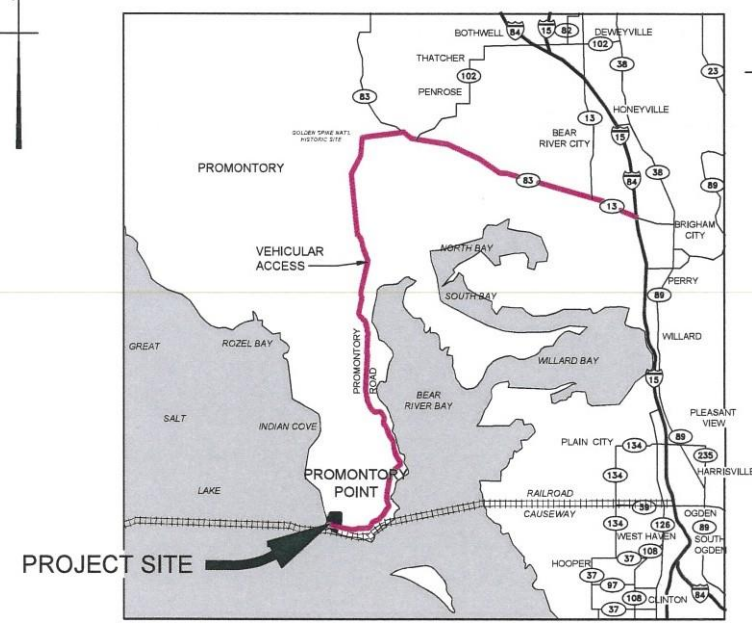 BOTHWELL
84
15
82
DEWEYVILLE
102
THATCHER
38
102
23
PENROSE
83
HONEYVILLE
13
15
GOLDEN SPIKE NAT'L
HISTORIC SITE
BEAR
RIVER CITY
PROMONTORY
83
84
38
89
13
BRIGHAM
CITY
VEHICULAR
ACCESS
NORTH BAY
PERRY
SOUTH BAY
89
WILLARD
GREAT
ROZEL BAY
PROMONTORY
ROAD
WILLARD BAY
15
BEAR
RIVER BAY
SALT
INDIAN COVE
PLEASANT
VIEW
89
PLAIN CITY
134
235
HARRISVILLE
134
PROMONTORY
POINT
LAKE
RAILROAD
CAUSEWAY
39
OGDEN
134
126
89
WEST HAVEN
SOUTH
OGDEN
108
37
HOOPER
PROJECT SITE
37
97
108
CLINTON
84
37